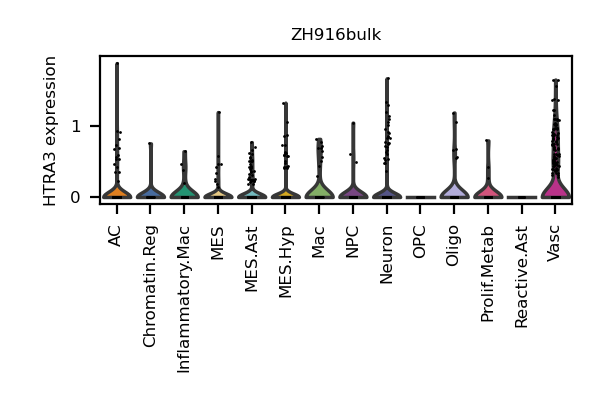 ZH916bulk
HTRA3 expression
1
0
AC
Chromatin.Reg
Inflammatory.Mac
MES
MES.Ast
MES.Hyp
Mac
NPC
Neuron
OPC
Oligo
Prolif.Metab
Reactive.Ast
Vasc